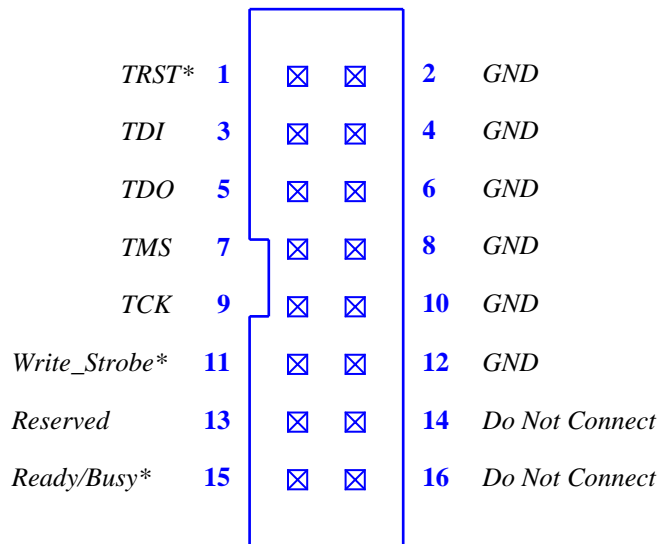 TRST* 1 2 GND
TDI 3 4 GND
TDO 5 6 GND
TMS 7 8 GND
TCK 9 10 GND
Write_Strobe* 11 12 GND
Reserved 13 14 Do Not Connect
Ready/Busy* 15 16 Do Not Connect